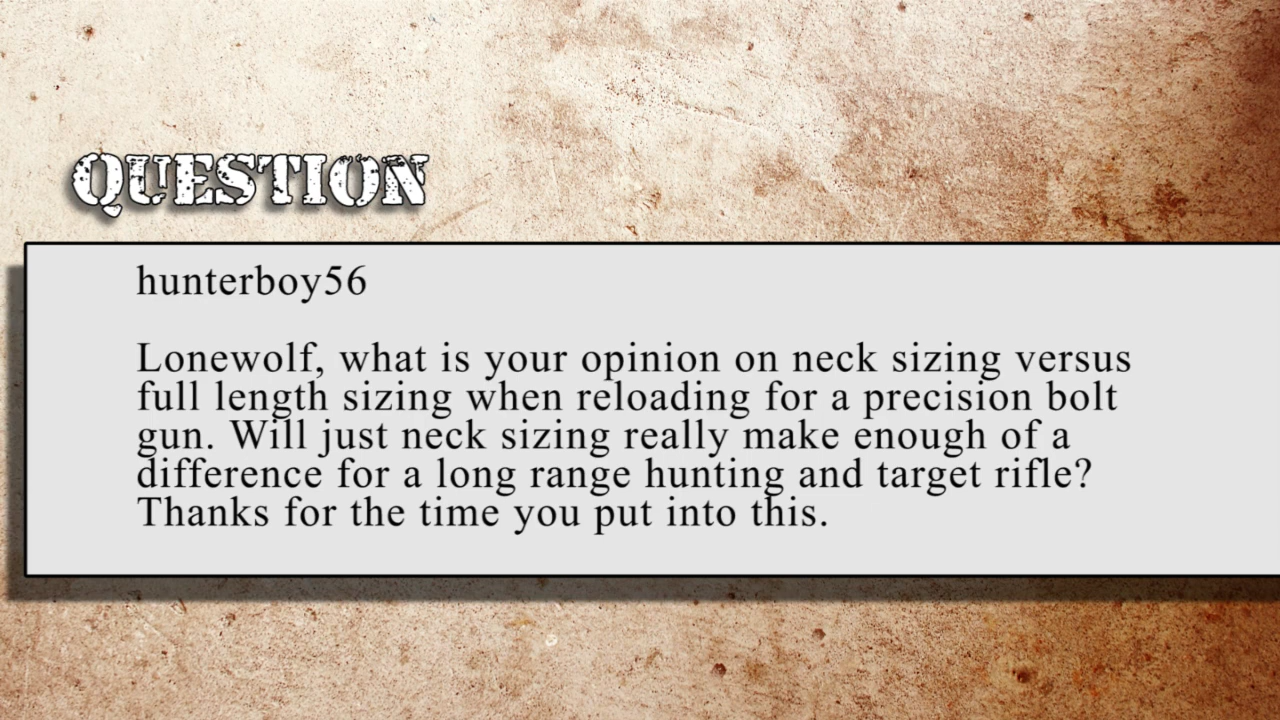 QUESTION
hunterboy56
Lonewolf, what is your opinion on neck sizing versus
full length sizing when reloading for a precision bolt
gun. Will just neck sizing really make enough of a
difference for a long range hunting and target rifle?
Thanks for the time you put into this.